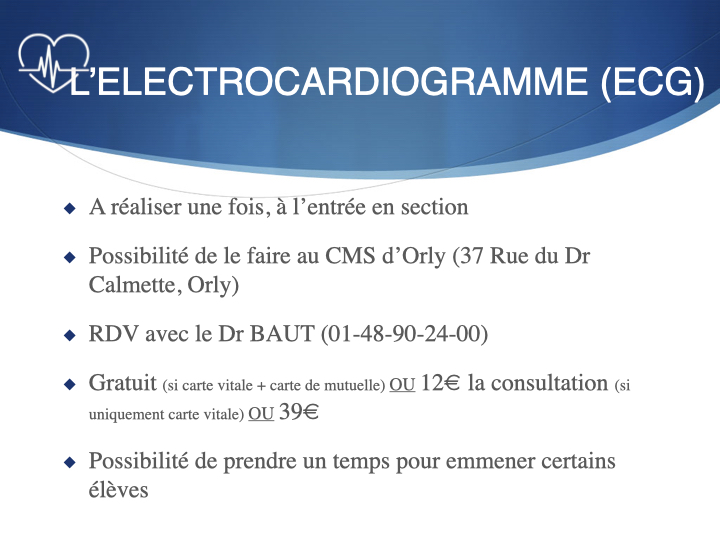 L’ELECTROCARDIOGRAMME (ECG)
A réaliser une fois, à l’entrée en section
Possibilité de le faire au CMS d’Orly (37 Rue du Dr
Calmette, Orly)
RDV avec le Dr BAUT (01-48-90-24-00)
Gratuit (si carte vitale + carte de mutuelle) OU 12€ la consultation (si
uniquement carte vitale) OU 39€
Possibilité de prendre un temps pour emmener certains
élèves